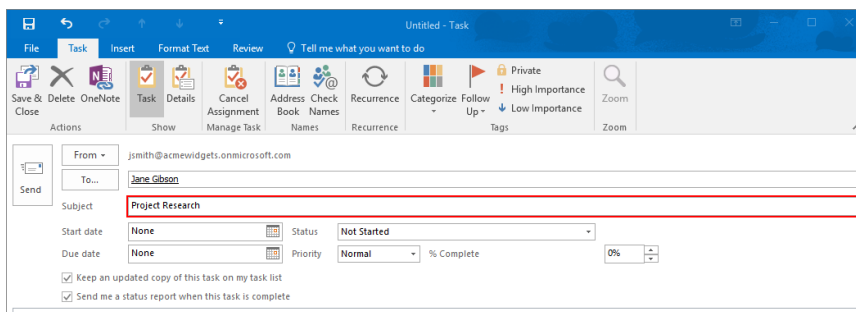 Untitled - Task
File Task Insert Format Text Review Tell me what you want to do
Save & Close Delete OneNote Task Details Cancel Assignment Address Book Check Names Recurrence Categorize Follow Up Private High Importance Low Importance Zoom
Actions Show Manage Task Names Recurrence Tags Zoom
Send From jsmith@acmewidgets.onmicrosoft.com
To... Jane Gibson
Subject Project Research
Start date None Status Not Started
Due date None Priority Normal % Complete 0%
Keep an updated copy of this task on my task list
Send me a status report when this task is complete